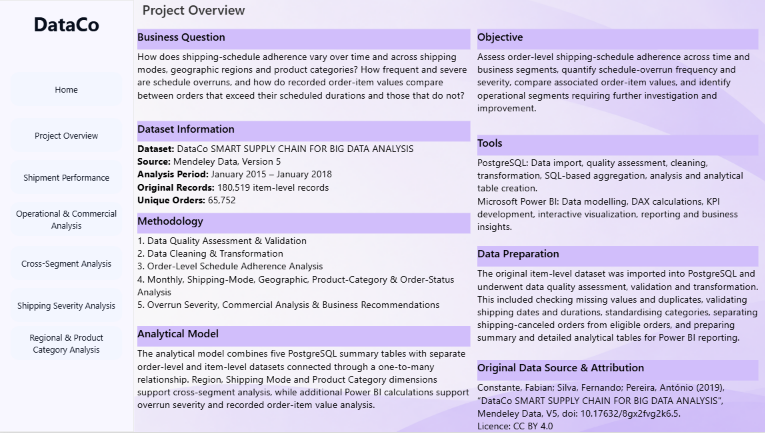 DataCo
Home
Project Overview
Shipment Performance
Operational & Commercial
Analysis
Cross-Segment Analysis
Shipping Severity Analysis
Regional & Product
Category Analysis
Project Overview
Business Question
How does shipping-schedule adherence vary over time and across shipping
modes, geographic regions and product categories? How frequent and severe
are schedule overruns, and how do recorded order-item values compare
between orders that exceed their scheduled durations and those that do not?
Dataset Information
Dataset: DataCo SMART SUPPLY CHAIN FOR BIG DATA ANALYSIS
Source: Mendeley Data, Version 5
Analysis Period: January 2015 – January 2018
Original Records: 180,519 item-level records
Unique Orders: 65,752
Methodology
1. Data Quality Assessment & Validation
2. Data Cleaning & Transformation
3. Order-Level Schedule Adherence Analysis
4. Monthly, Shipping-Mode, Geographic, Product-Category & Order-Status
Analysis
5. Overrun Severity, Commercial Analysis & Business Recommendations
Analytical Model
The analytical model combines five PostgreSQL summary tables with separate
order-level and item-level datasets connected through a one-to-many
relationship. Region, Shipping Mode and Product Category dimensions
support cross-segment analysis, while additional Power BI calculations support
overrun severity and recorded order-item value analysis.
Objective
Assess order-level shipping-schedule adherence across time and
business segments, quantify schedule-overrun frequency and
severity, compare associated order-item values, and identify
operational segments requiring further investigation and
improvement.
Tools
PostgreSQL: Data import, quality assessment, cleaning,
transformation, SQL-based aggregation, analysis and analytical
table creation.
Microsoft Power BI: Data modelling, DAX calculations, KPI
development, interactive visualization, reporting and business
insights.
Data Preparation
The original item-level dataset was imported into PostgreSQL and
underwent data quality assessment, validation and transformation.
This included checking missing values and duplicates, validating
shipping dates and durations, standardising categories, separating
shipping-canceled orders from eligible orders, and preparing
summary and detailed analytical tables for Power BI reporting.
Original Data Source & Attribution
Constante, Fabian; Silva, Fernando; Pereira, António (2019),
"DataCo SMART SUPPLY CHAIN FOR BIG DATA ANALYSIS",
Mendeley Data, V5, doi: 10.17632/8gx2fvg2k6.5.
Licence: CC BY 4.0